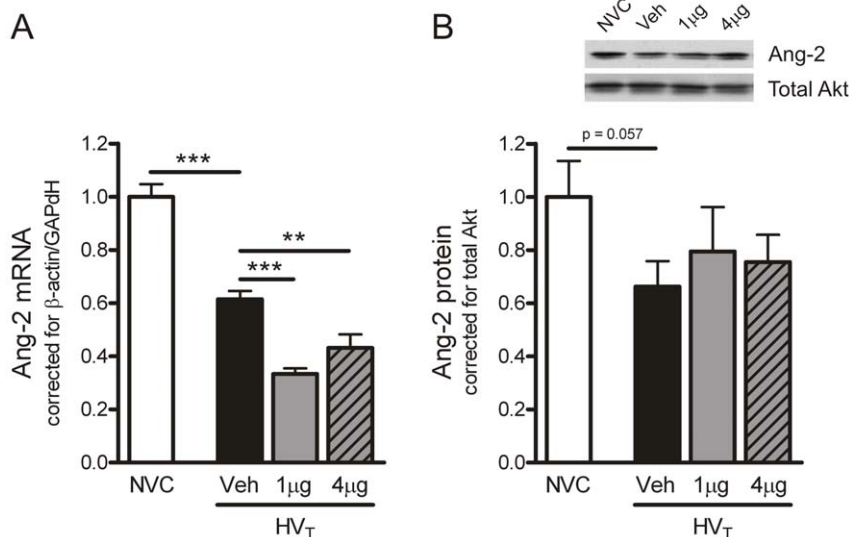 A
1.2
1.0
0.8
0.6
0.4
0.2
0.0
Ang-2 mRNA
corrected for β-actin/GAPdH
***
**
***
NVC Veh 1μg 4μg
HVT
B
NVC Veh 1μg 4μg
Ang-2
Total Akt
1.2
1.0
0.8
0.6
0.4
0.2
0.0
Ang-2 protein
corrected for total Akt
p = 0.057
NVC Veh 1μg 4μg
HVT